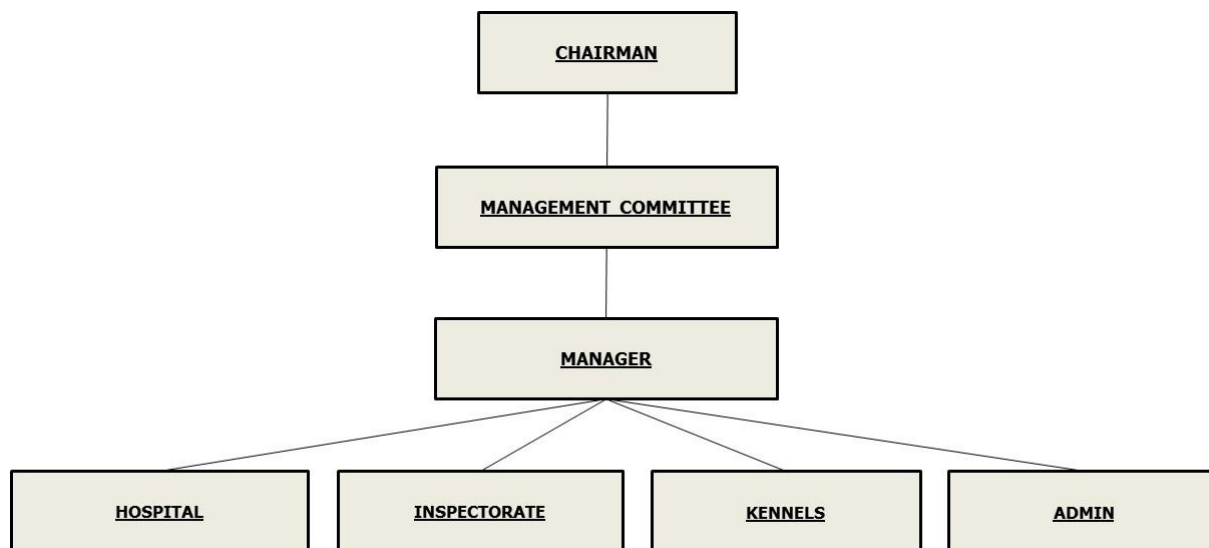 CHAIRMAN
MANAGEMENT COMMITTEE
MANAGER
HOSPITAL
INSPECTORATE
KENNELS
ADMIN